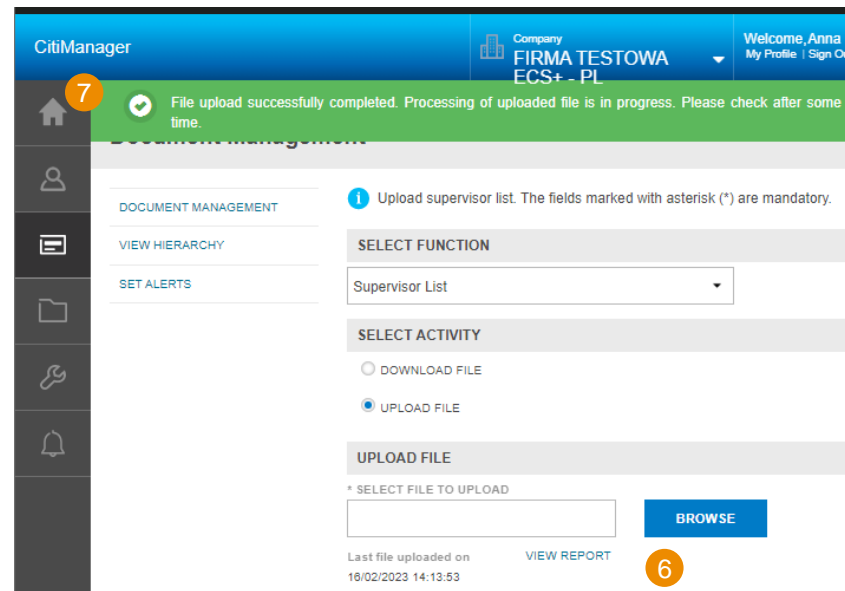 CitiManager
Company
FIRMA TESTOWA
ECS+ - PL
Welcome, Anna
My Profile | Sign
7
File upload successfully completed. Processing of uploaded file is in progress. Please check after some
time.
DOCUMENT MANAGEMENT
VIEW HIERARCHY
SET ALERTS
Upload supervisor list. The fields marked with asterisk (*) are mandatory.
SELECT FUNCTION
Supervisor List
SELECT ACTIVITY
DOWNLOAD FILE
UPLOAD FILE
UPLOAD FILE
* SELECT FILE TO UPLOAD
BROWSE
Last file uploaded on
VIEW REPORT
16/02/2023 14:13:53
6